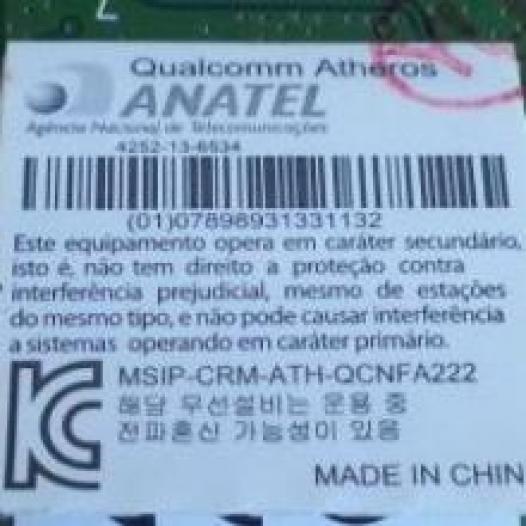 Qualcomm Atheros
ANATEL
Agência Nacional de Telecomunicações
4252-13-6534
(01)07898931331132
Este equipamento opera em caráter secundário,
isto é, não tem direito a proteção contra
interferência prejudicial, mesmo de estações
do mesmo tipo, e não pode causar interferência
a sistemas operando em caráter primário.
MSIP-CRM-ATH-QCNFA222
해당 무선설비는 운용 중
전파혼신 가능성이 있음
MADE IN CHIN